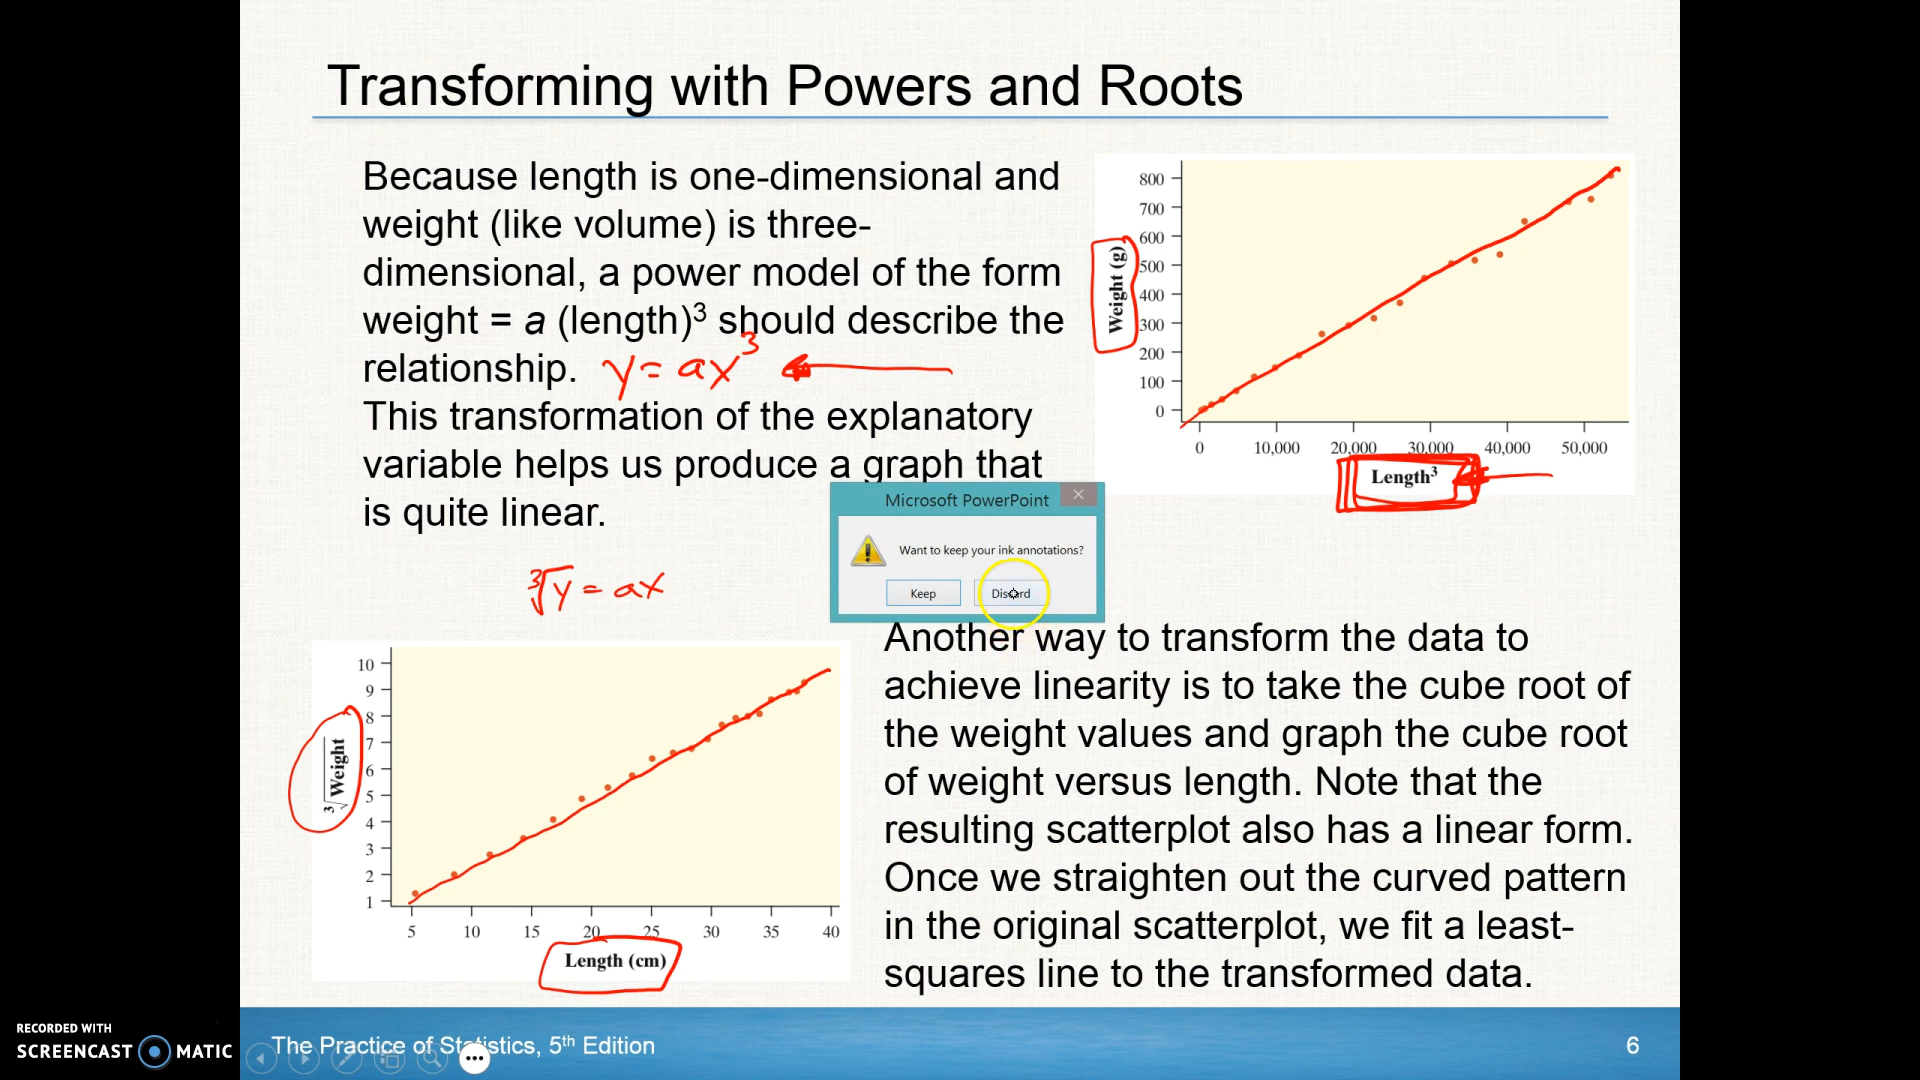 Transforming with Powers and Roots
Because length is one-dimensional and
weight (like volume) is three-
dimensional, a power model of the form
weight = a (length)³ should describe the
relationship. y = ax³
This transformation of the explanatory
variable helps us produce a graph that
is quite linear.
∛y = ax
800
700
600
500
400
300
200
100
0
Weight (g)
0 10,000 20,000 30,000 40,000 50,000
Length³
Microsoft PowerPoint
Want to keep your ink annotations?
Keep Discard
10
9
8
7
6
5
4
3
2
1
∛Weight
5 10 15 20 25 30 35 40
Length (cm)
Another way to transform the data to
achieve linearity is to take the cube root of
the weight values and graph the cube root
of weight versus length. Note that the
resulting scatterplot also has a linear form.
Once we straighten out the curved pattern
in the original scatterplot, we fit a least-
squares line to the transformed data.
RECORDED WITH
SCREENCAST MATIC
The Practice of Statistics, 5th Edition
6